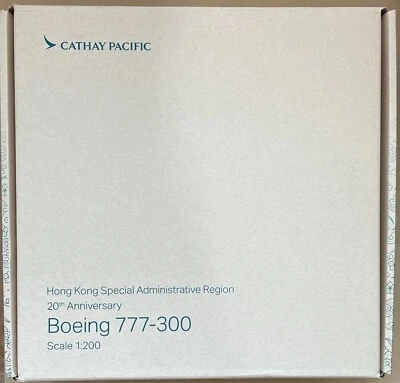 CATHAY PACIFIC
Hong Kong Special Administrative Region
20th Anniversary
Boeing 777-300
Scale 1:200